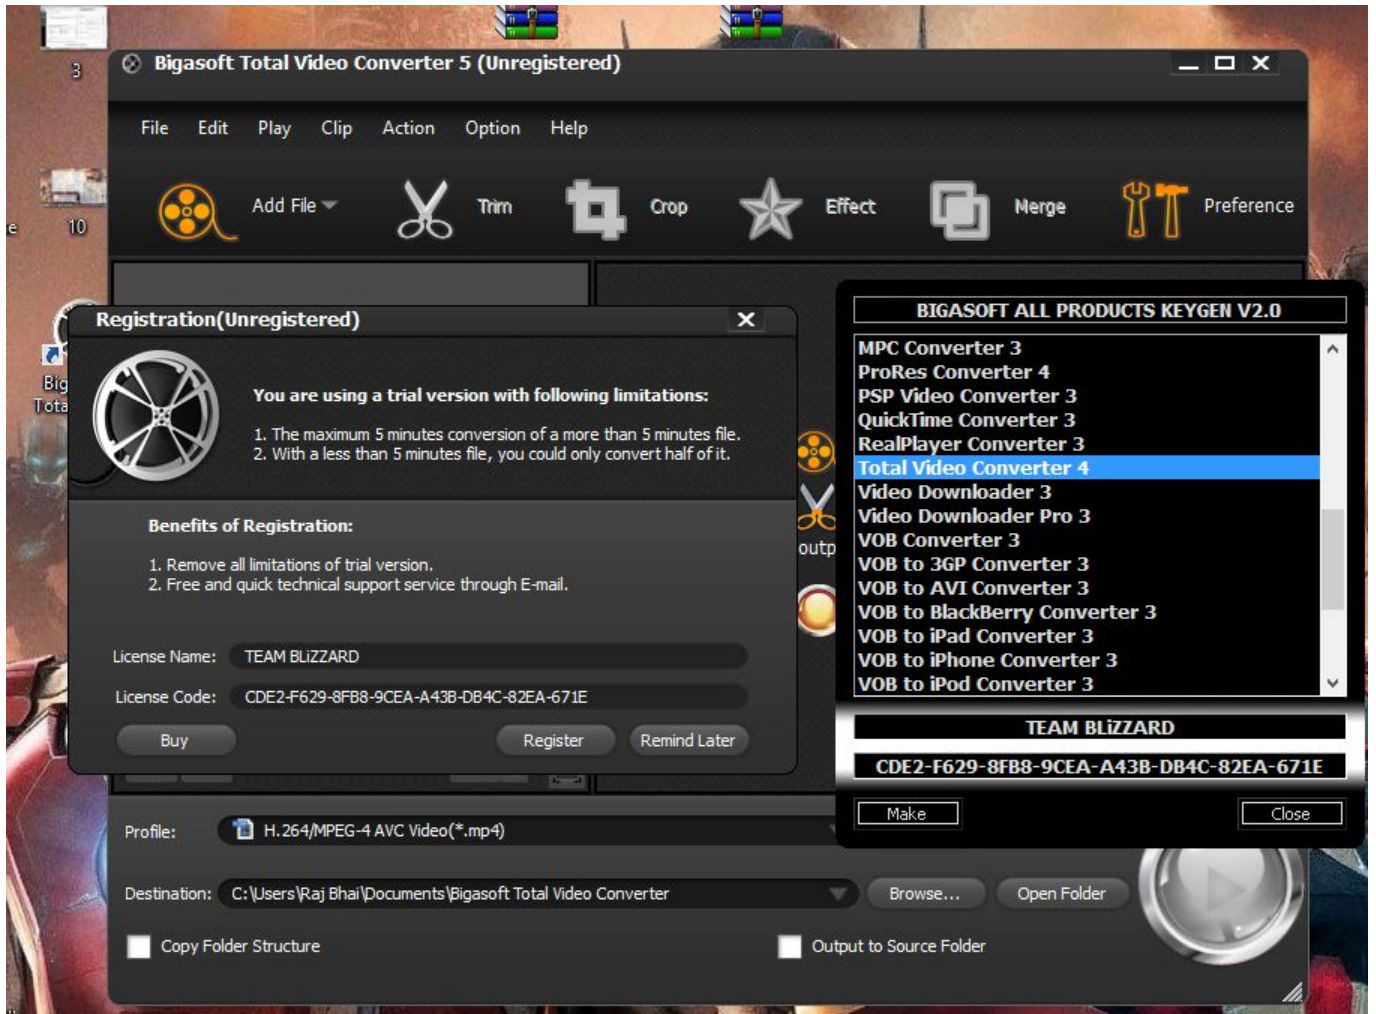 3
10
e
Big
Tota
Bigasoft Total Video Converter 5 (Unregistered)
File Edit Play Clip Action Option Help
Add File Trim Crop Effect Merge Preference
Registration(Unregistered)
You are using a trial version with following limitations:
1. The maximum 5 minutes conversion of a more than 5 minutes file.
2. With a less than 5 minutes file, you could only convert half of it.
Benefits of Registration:
1. Remove all limitations of trial version.
2. Free and quick technical support service through E-mail.
License Name: TEAM BLiZZARD
License Code: CDE2-F629-8FB8-9CEA-A43B-DB4C-82EA-671E
Buy Register Remind Later
outp
BIGASOFT ALL PRODUCTS KEYGEN V2.0
MPC Converter 3
ProRes Converter 4
PSP Video Converter 3
QuickTime Converter 3
RealPlayer Converter 3
Total Video Converter 4
Video Downloader 3
Video Downloader Pro 3
VOB Converter 3
VOB to 3GP Converter 3
VOB to AVI Converter 3
VOB to BlackBerry Converter 3
VOB to iPad Converter 3
VOB to iPhone Converter 3
VOB to iPod Converter 3
TEAM BLiZZARD
CDE2-F629-8FB8-9CEA-A43B-DB4C-82EA-671E
Make Close
Profile: H.264/MPEG-4 AVC Video(*.mp4)
Destination: C:\Users\Raj Bhai\Documents\Bigasoft Total Video Converter Browse... Open Folder
Copy Folder Structure Output to Source Folder